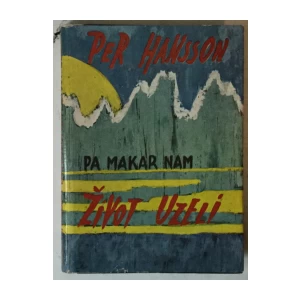 PER HANSSON
PA MAKAR NAM
ŽIVOT UZELI